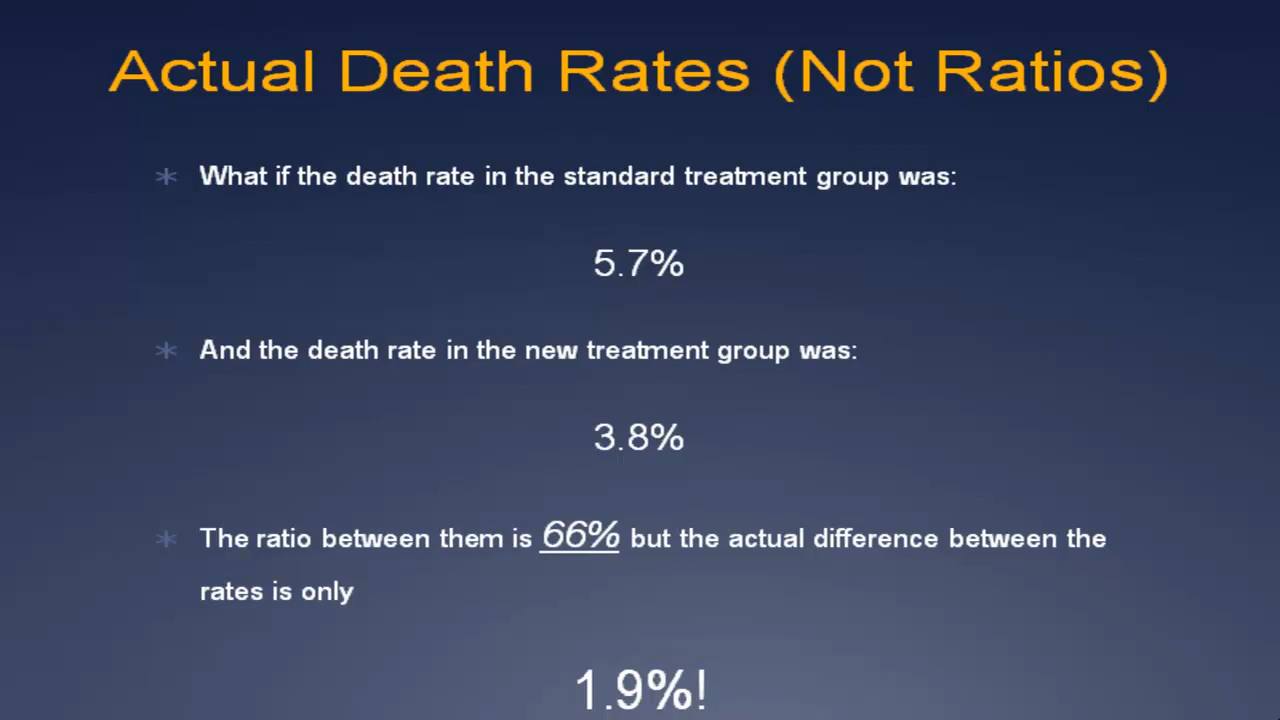 Actual Death Rates (Not Ratios)
What if the death rate in the standard treatment group was:
5.7%
And the death rate in the new treatment group was:
3.8%
The ratio between them is 66% but the actual difference between the
rates is only
1.9%!